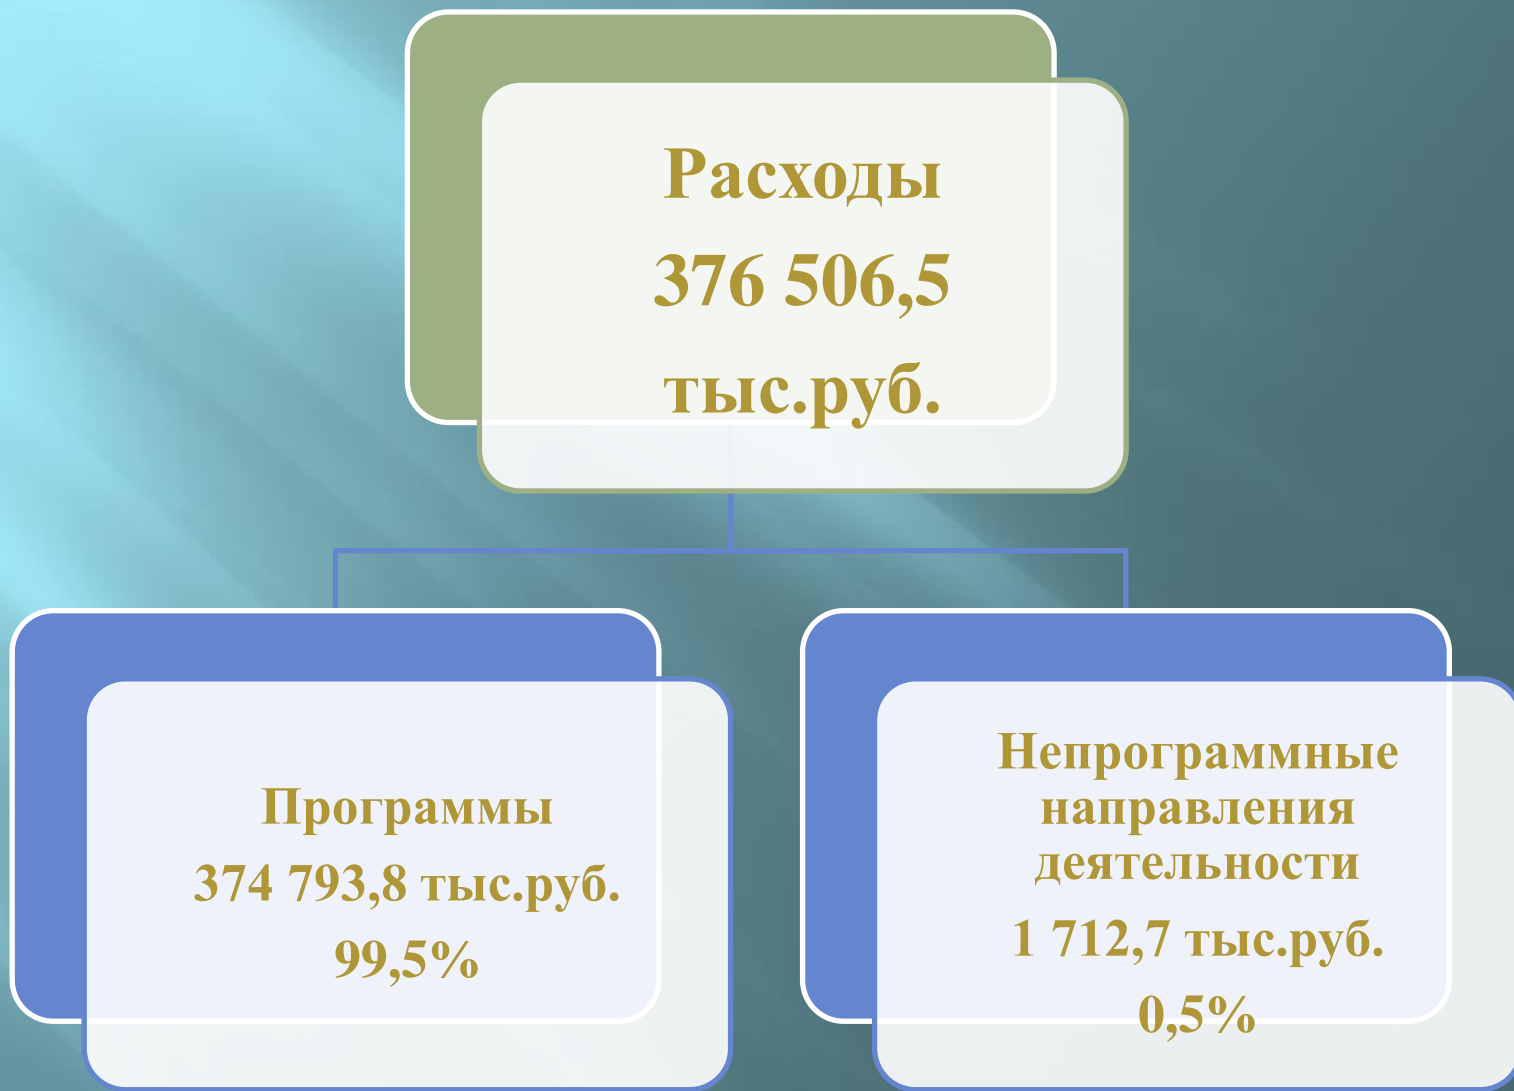 Расходы
376 506,5
тыс.руб.
Программы
374 793,8 тыс.руб.
99,5%
Непрограммные
направления
деятельности
1 712,7 тыс.руб.
0,5%